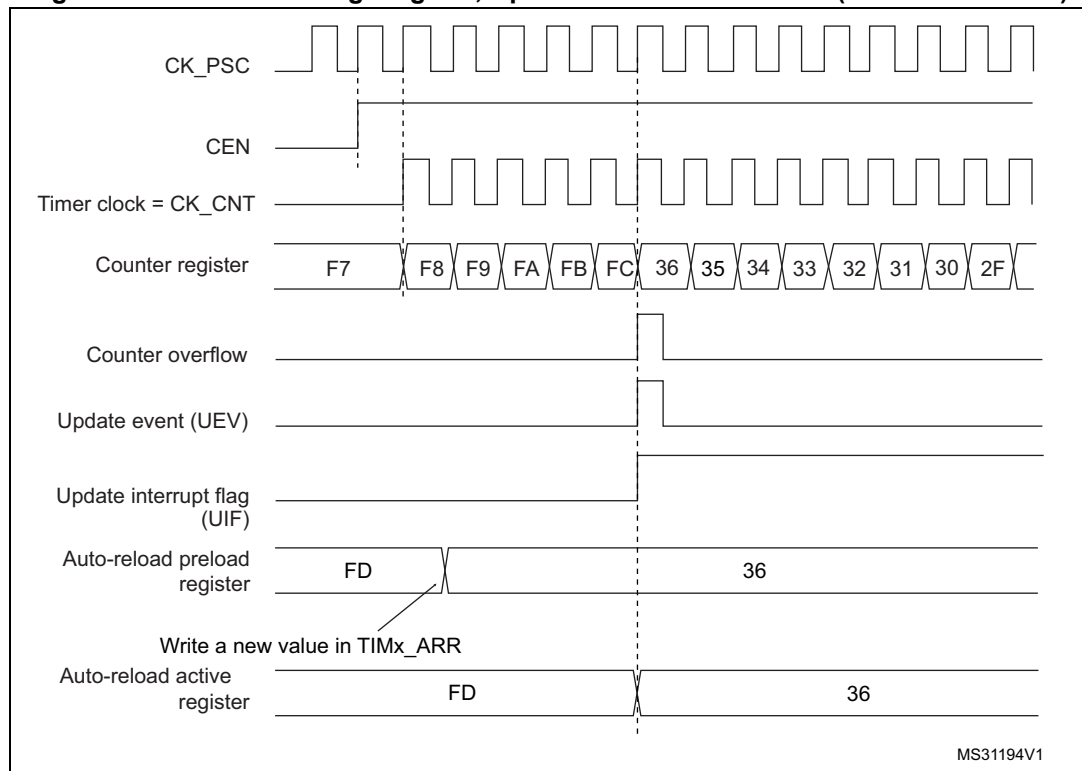 CK_PSC
CEN
Timer clock = CK_CNT
Counter register F7 F8 F9 FA FB FC 36 35 34 33 32 31 30 2F
Counter overflow
Update event (UEV)
Update interrupt flag
(UIF)
Auto-reload preload
register
FD 36
Write a new value in TIMx_ARR
Auto-reload active
register
FD 36
MS31194V1